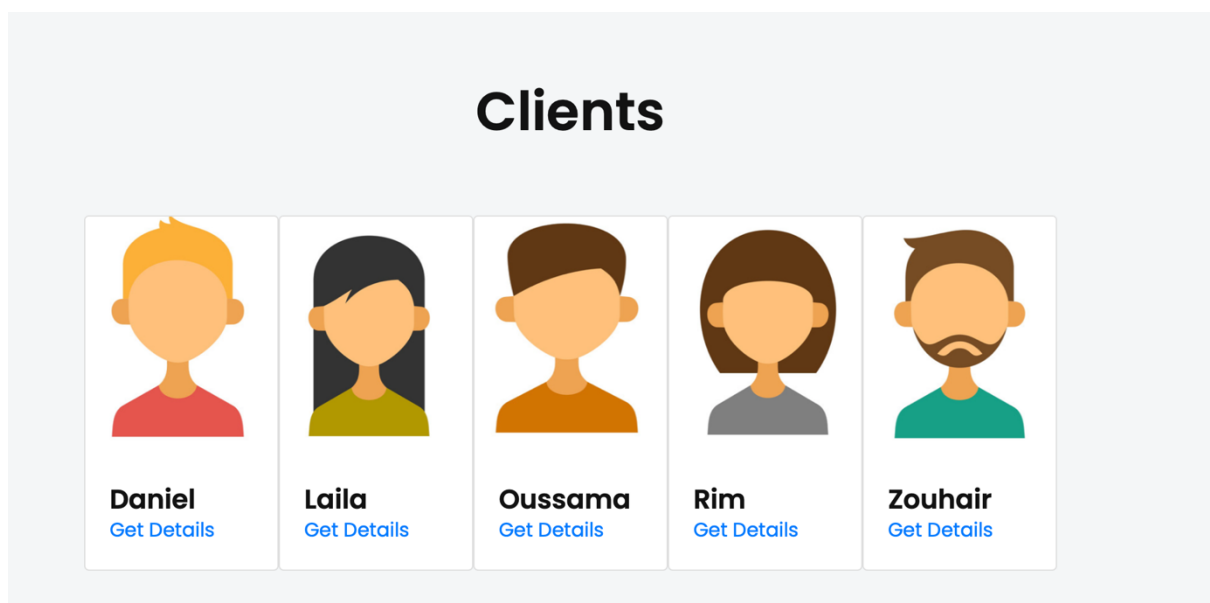 Clients
Daniel
Get Details
Laila
Get Details
Oussama
Get Details
Rim
Get Details
Zouhair
Get Details